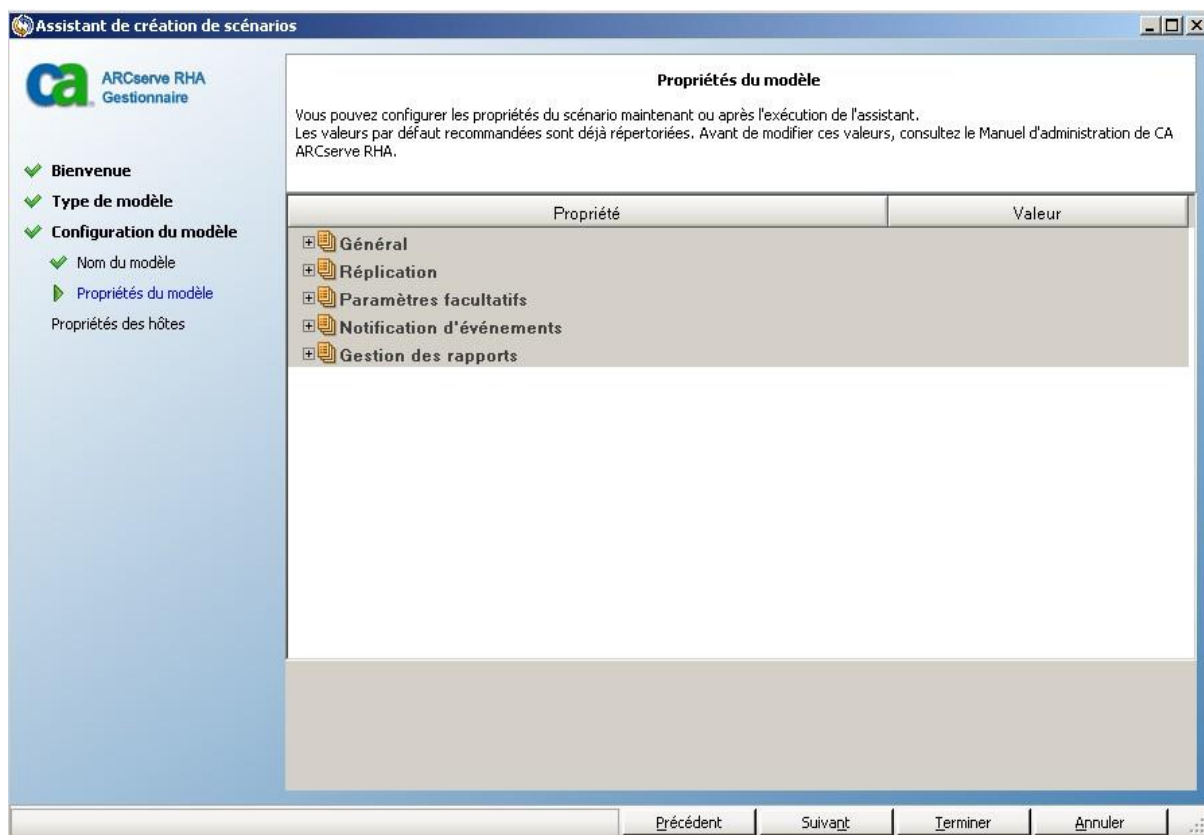 Assistant de création de scénarios
ca
ARCserve RHA
Gestionnaire
Bienvenue
Type de modèle
Configuration du modèle
Nom du modèle
Propriétés du modèle
Propriétés des hôtes
Propriétés du modèle
Vous pouvez configurer les propriétés du scénario maintenant ou après l'exécution de l'assistant.
Les valeurs par défaut recommandées sont déjà répertoriées. Avant de modifier ces valeurs, consultez le Manuel d'administration de CA
ARCserve RHA.
Propriété Valeur
Général
Réplication
Paramètres facultatifs
Notification d'événements
Gestion des rapports
Précédent Suivant Terminer Annuler